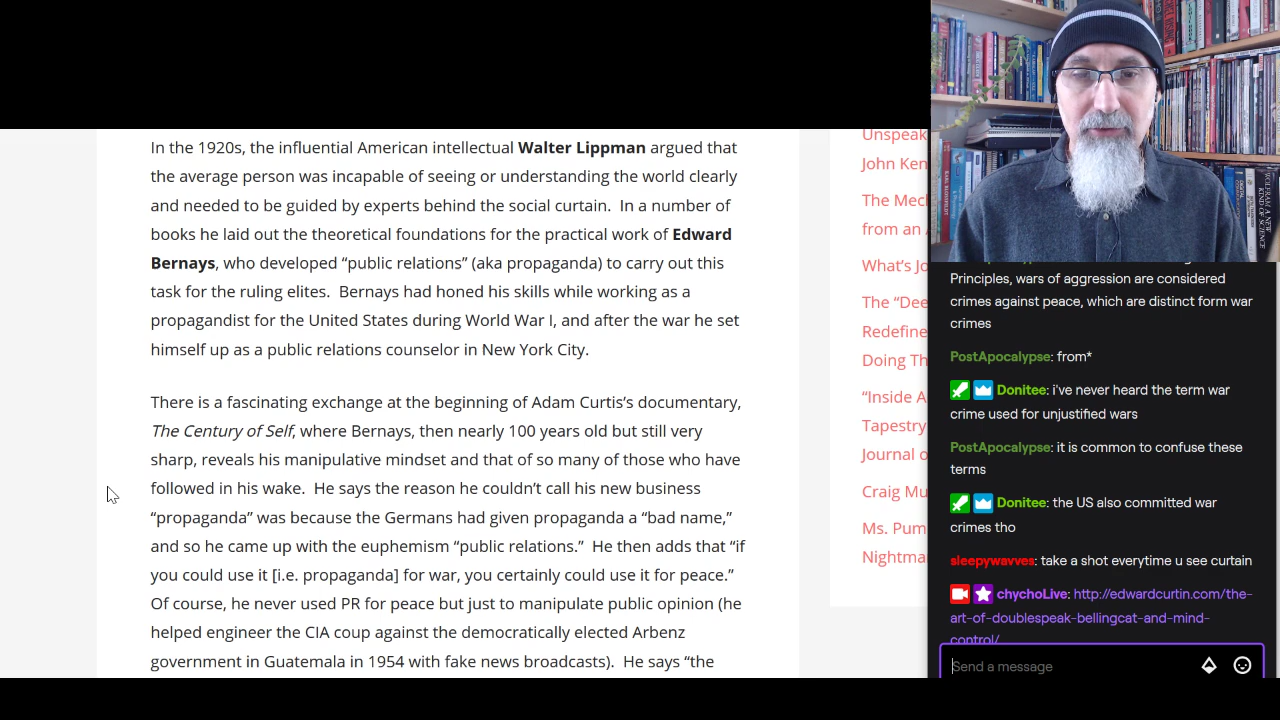 In the 1920s, the influential American intellectual Walter Lippman argued that
the average person was incapable of seeing or understanding the world clearly
and needed to be guided by experts behind the social curtain.  In a number of
books he laid out the theoretical foundations for the practical work of Edward
Bernays, who developed “public relations” (aka propaganda) to carry out this
task for the ruling elites.  Bernays had honed his skills while working as a
propagandist for the United States during World War I, and after the war he set
himself up as a public relations counselor in New York City.
There is a fascinating exchange at the beginning of Adam Curtis’s documentary,
The Century of Self, where Bernays, then nearly 100 years old but still very
sharp, reveals his manipulative mindset and that of so many of those who have
followed in his wake.  He says the reason he couldn’t call his new business
“propaganda” was because the Germans had given propaganda a “bad name,”
and so he came up with the euphemism “public relations.”  He then adds that “if
you could use it [i.e. propaganda] for war, you certainly could use it for peace.”
Of course, he never used PR for peace but just to manipulate public opinion (he
helped engineer the CIA coup against the democratically elected Arbenz
government in Guatemala in 1954 with fake news broadcasts).  He says “the
Unspeak
John Ken
The Mech
from an A
What’s Jo
The “Dee
Redefine
Doing Th
“Inside A
Tapestry
Journal o
Craig Mu
Ms. Pum
Nightma
Principles, wars of aggression are considered
crimes against peace, which are distinct form war
crimes
PostApocalypse: from*
Donitee: i've never heard the term war
crime used for unjustified wars
PostApocalypse: it is common to confuse these
terms
Donitee: the US also committed war
crimes tho
sleepywavves: take a shot everytime u see curtain
chychoLive: http://edwardcurtin.com/the-
art-of-doublespeak-bellingcat-and-mind-
control/
Send a message
WOLFRAM A NEW
KIND OF SCIENCE